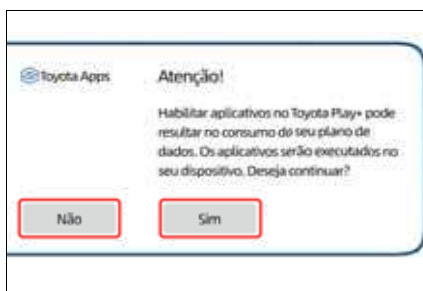 Toyota Apps
Atenção!
Habilitar aplicativos no Toyota Play+ pode
resultar no consumo do seu plano de
dados. Os aplicativos serão executados no
seu dispositivo. Deseja continuar?
Não
Sim